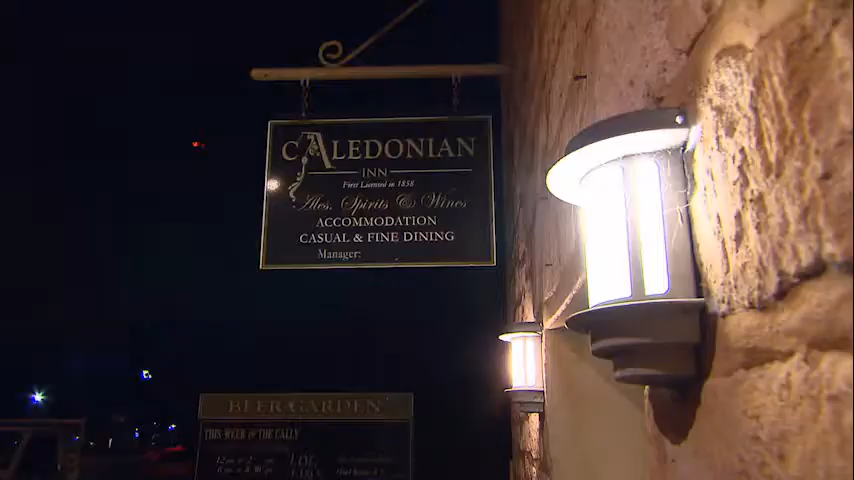 CALEDONIAN
INN
First Licensed in 1858
Ales, Spirits & Wines
ACCOMMODATION
CASUAL & FINE DINING
Manager:
BEER GARDEN
THIS WEEK @ THE CALLY